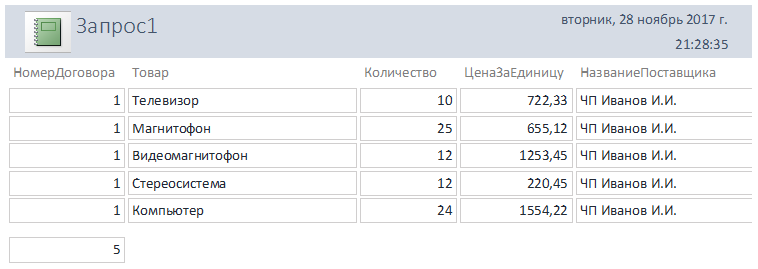 Запрос1
вторник, 28 ноябрь 2017 г.
21:28:35
НомерДоговора Товар Количество ЦенаЗаЕдиницу НазваниеПоставщика
1 Телевизор 10 722,33 ЧП Иванов И.И.
1 Магнитофон 25 655,12 ЧП Иванов И.И.
1 Видеомагнитофон 12 1253,45 ЧП Иванов И.И.
1 Стереосистема 12 220,45 ЧП Иванов И.И.
1 Компьютер 24 1554,22 ЧП Иванов И.И.
5